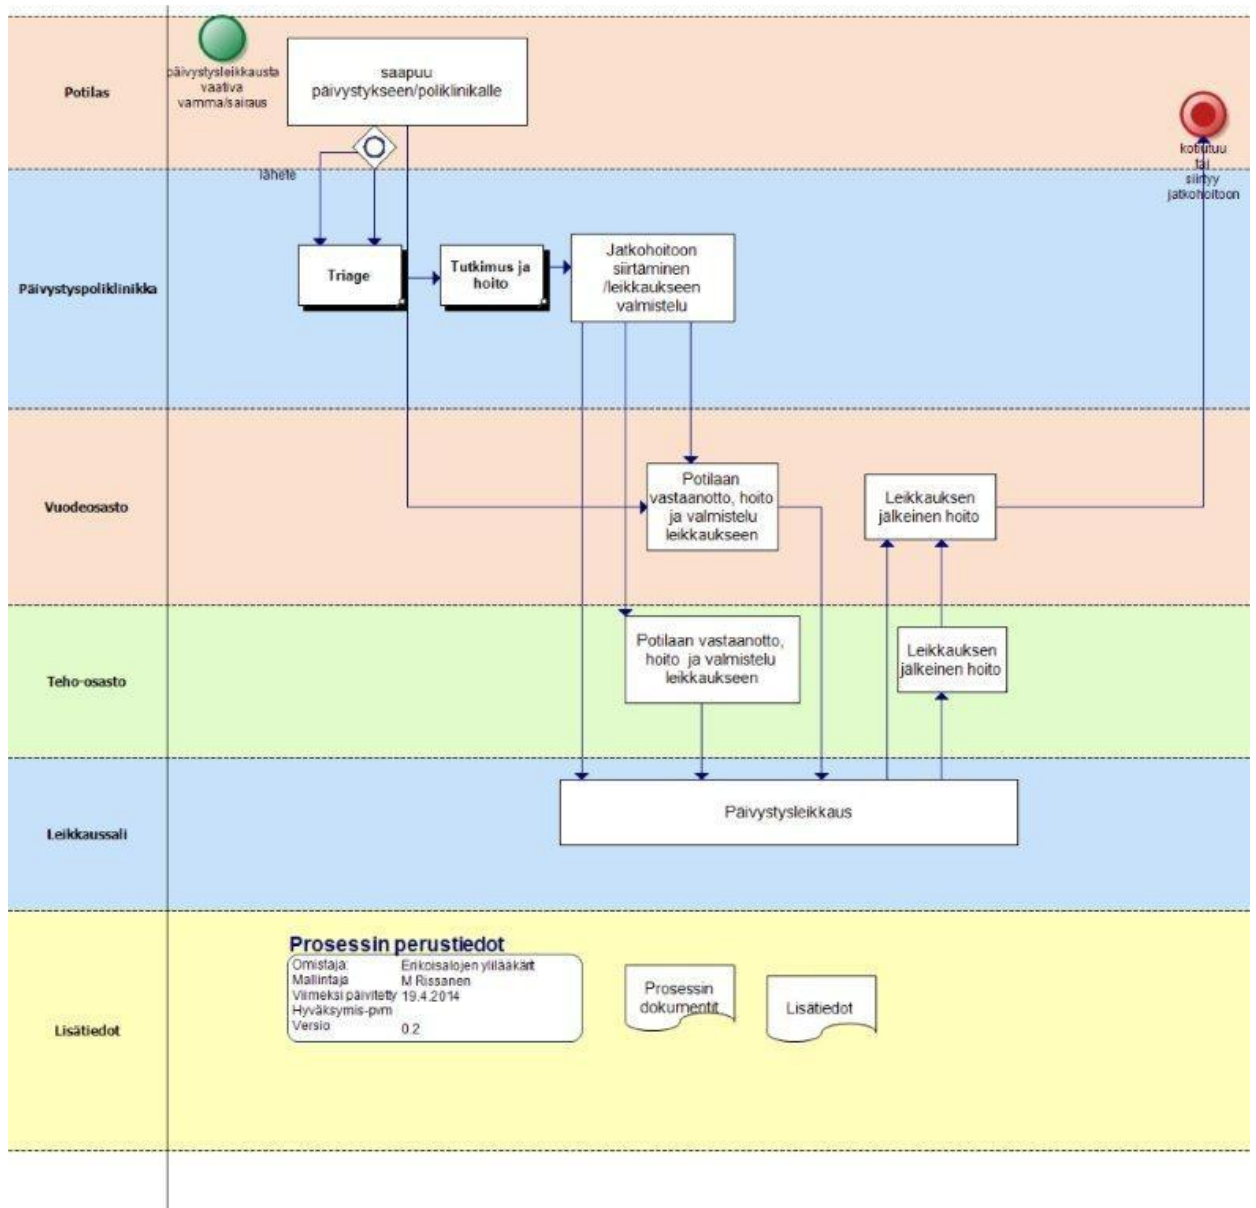 päivystysleikkausta
vaativa
vamma/sairaus
saapuu
päivystykseen/poliklinikalle
Potilas
lähete
kotiutuu
tai
siirtyy
jatkohoitoon
Päivystyspoliklinikka
Triage
Tutkimus ja
hoito
Jatkohoitoon
siirtäminen
/leikkaukseen
valmistelu
Vuodeosasto
Potilaan
vastaanotto, hoito
ja valmistelu
leikkaukseen
Leikkauksen
jälkeinen hoito
Teho-osasto
Potilaan vastaanotto,
hoito ja valmistelu
leikkaukseen
Leikkauksen
jälkeinen hoito
Leikkaussali
Päivystysleikkaus
Lisätiedot
Prosessin perustiedot
Omistaja: Erikoisalojen ylilääkärit
Mallintaja M Rissanen
Viimeksi päivitetty 19.4.2014
Hyväksymis-pvm
Versio 0.2
Prosessin
dokumentit
Lisätiedot